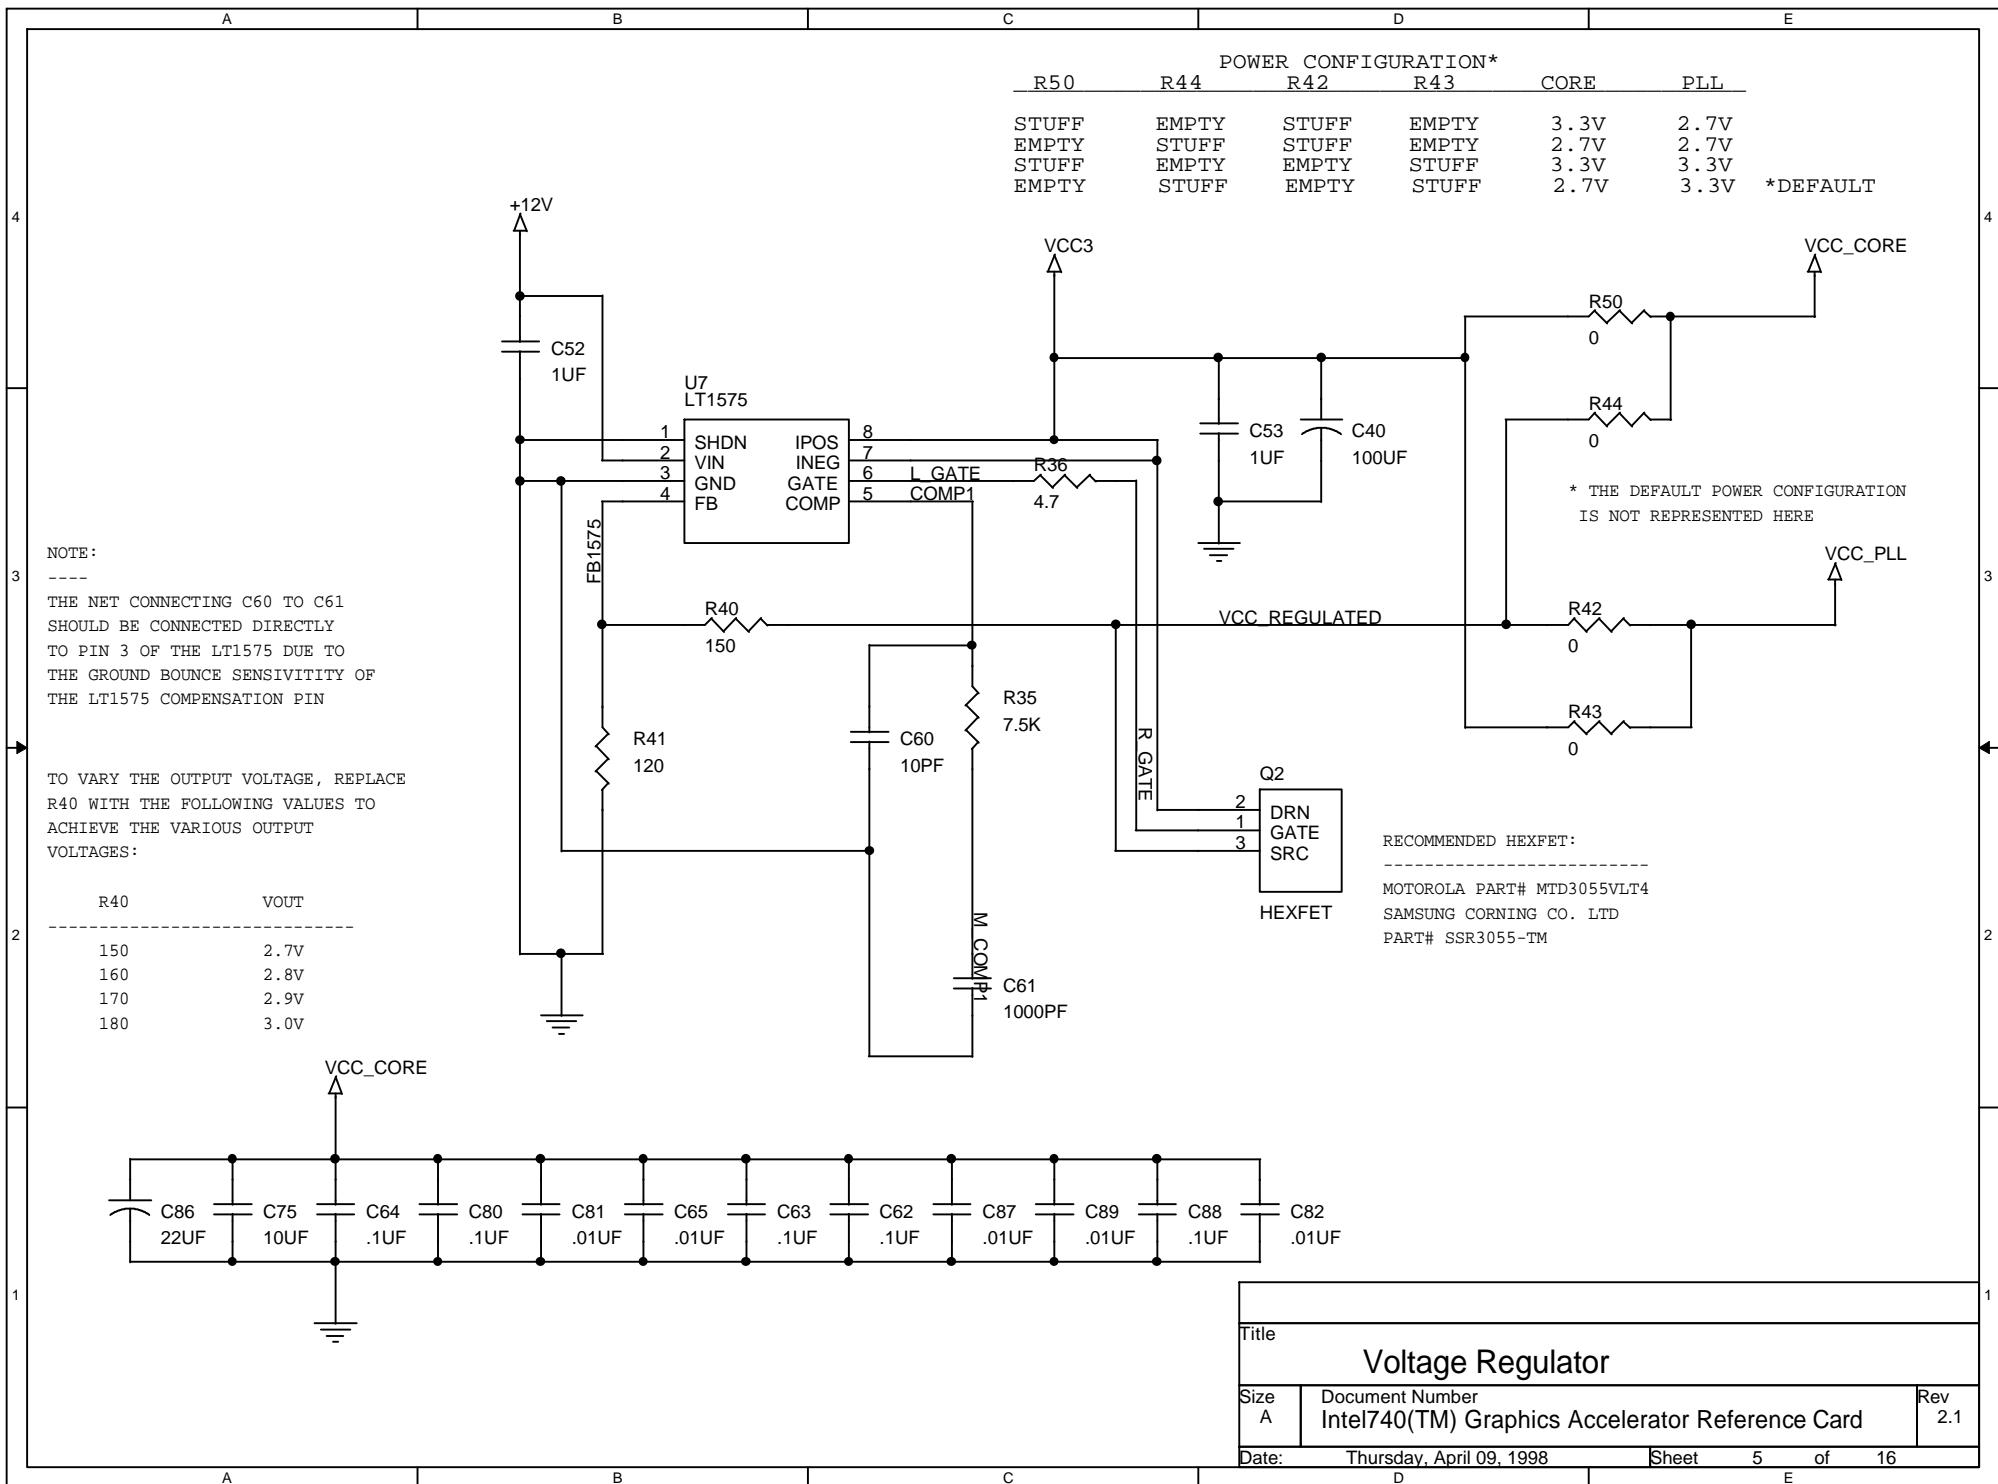 A B C D E
POWER CONFIGURATION*
R50 R44 R42 R43 CORE PLL
STUFF EMPTY STUFF EMPTY 3.3V 2.7V
EMPTY STUFF STUFF EMPTY 2.7V 2.7V
STUFF EMPTY EMPTY STUFF 3.3V 3.3V
EMPTY STUFF EMPTY STUFF 2.7V 3.3V *DEFAULT
4 4
+12V
VCC3
VCC_CORE
R50
0
C52
1UF
U7
LT1575
R44
0
1 SHDN IPOS 8
2 VIN INEG 7
3 GND GATE 6
4 FB COMP 5
L_GATE
COMP1
R36
4.7
C53
1UF
C40
100UF
* THE DEFAULT POWER CONFIGURATION
IS NOT REPRESENTED HERE
FB1575
VCC_PLL
3 3
NOTE:
----
THE NET CONNECTING C60 TO C61
SHOULD BE CONNECTED DIRECTLY
TO PIN 3 OF THE LT1575 DUE TO
THE GROUND BOUNCE SENSIVITITY OF
THE LT1575 COMPENSATION PIN
R40
150
VCC_REGULATED
R42
0
R35
7.5K
R43
0
R41
120
C60
10PF
R_GATE
TO VARY THE OUTPUT VOLTAGE, REPLACE
R40 WITH THE FOLLOWING VALUES TO
ACHIEVE THE VARIOUS OUTPUT
VOLTAGES:
R40 VOUT
------------------------------
150 2.7V
160 2.8V
170 2.9V
180 3.0V
Q2
2 DRN
1 GATE
3 SRC
HEXFET
RECOMMENDED HEXFET:
--------------------------
MOTOROLA PART# MTD3055VLT4
SAMSUNG CORNING CO. LTD
PART# SSR3055-TM
2 2
M_COMP1
C61
1000PF
VCC_CORE
C86 C75 C64 C80 C81 C65 C63 C62 C87 C89 C88 C82
22UF 10UF .1UF .1UF .01UF .01UF .1UF .1UF .01UF .01UF .1UF .01UF
1 1
Title
Voltage Regulator
Size Document Number Rev
A Intel740(TM) Graphics Accelerator Reference Card 2.1
Date: Thursday, April 09, 1998 Sheet 5 of 16
A B C D E